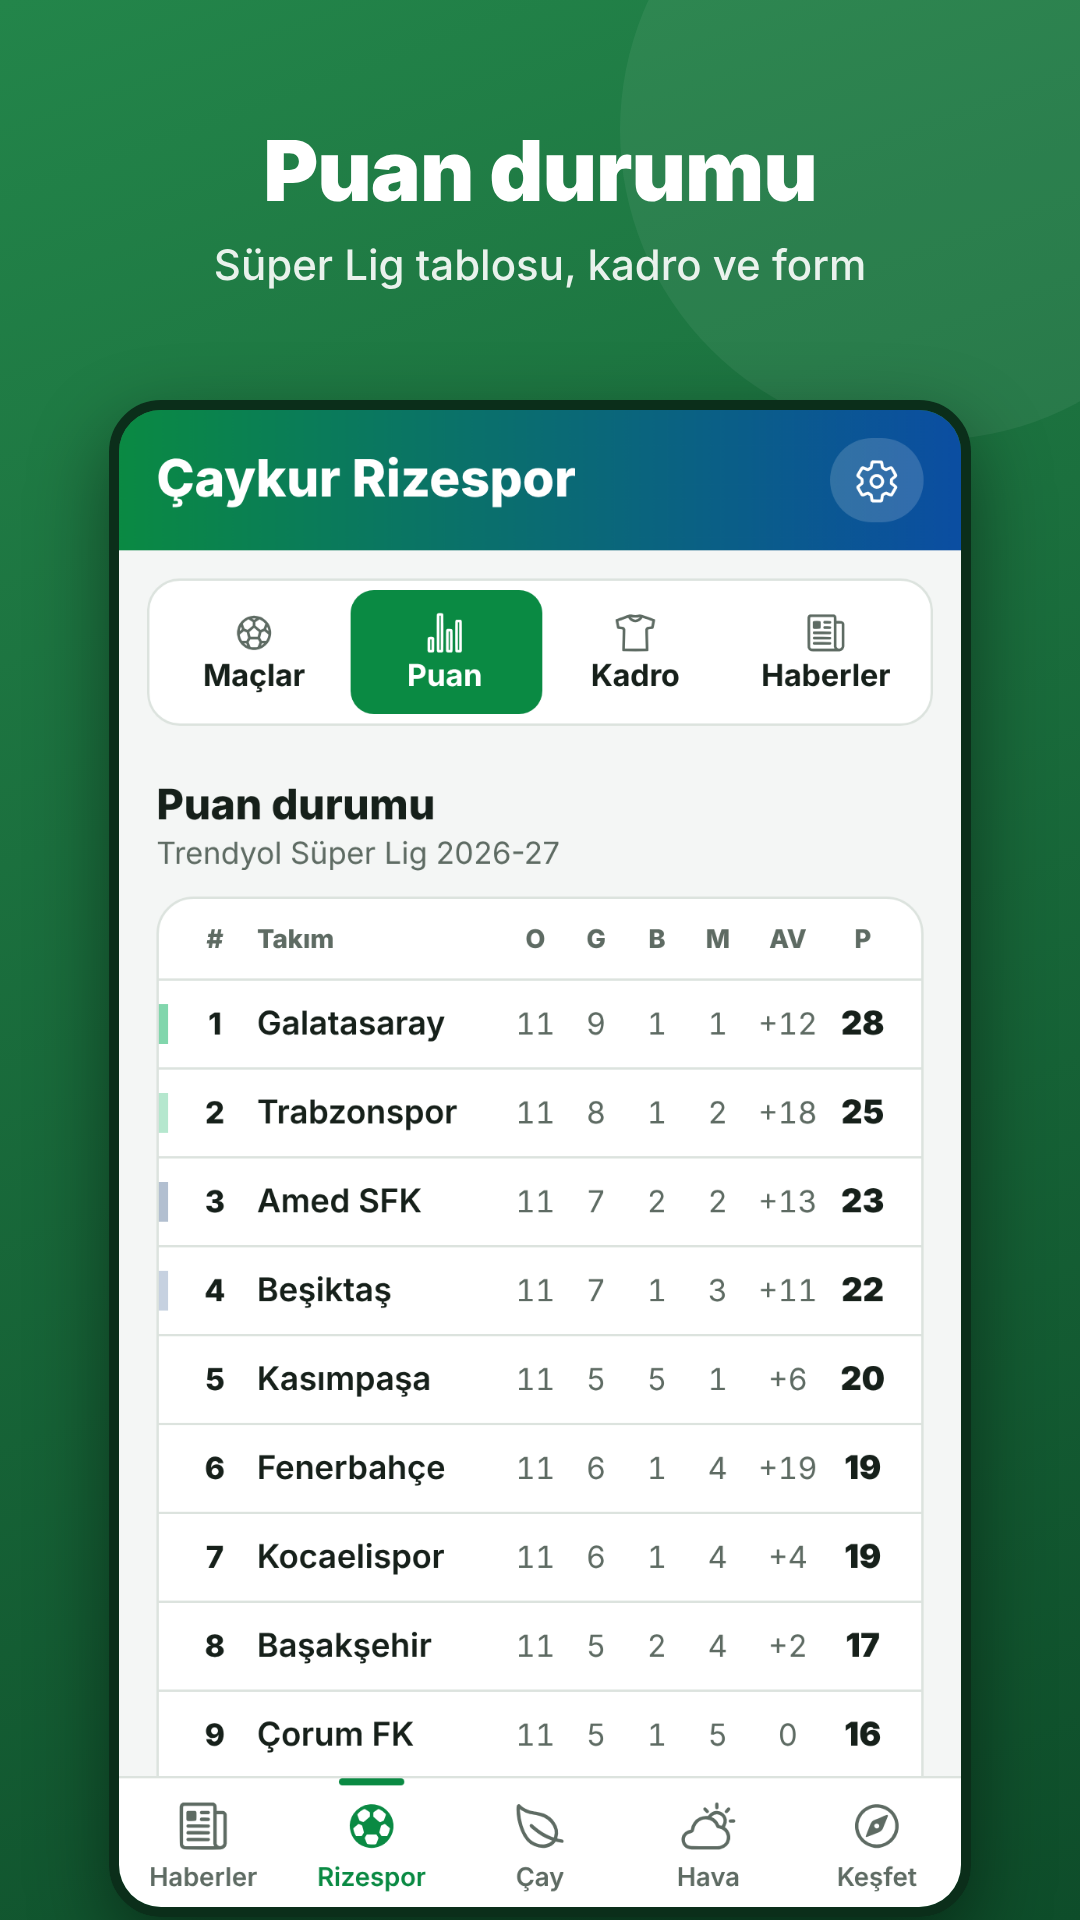 Puan durumu
Süper Lig tablosu, kadro ve form
Çaykur Rizespor
Maçlar Puan Kadro Haberler
Puan durumu
Trendyol Süper Lig 2026-27
# Takım O G B M AV P
1 Galatasaray 11 9 1 1 +12 28
2 Trabzonspor 11 8 1 2 +18 25
3 Amed SFK 11 7 2 2 +13 23
4 Beşiktaş 11 7 1 3 +11 22
5 Kasımpaşa 11 5 5 1 +6 20
6 Fenerbahçe 11 6 1 4 +19 19
7 Kocaelispor 11 6 1 4 +4 19
8 Başakşehir 11 5 2 4 +2 17
9 Çorum FK 11 5 1 5 0 16
Haberler Rizespor Çay Hava Keşfet